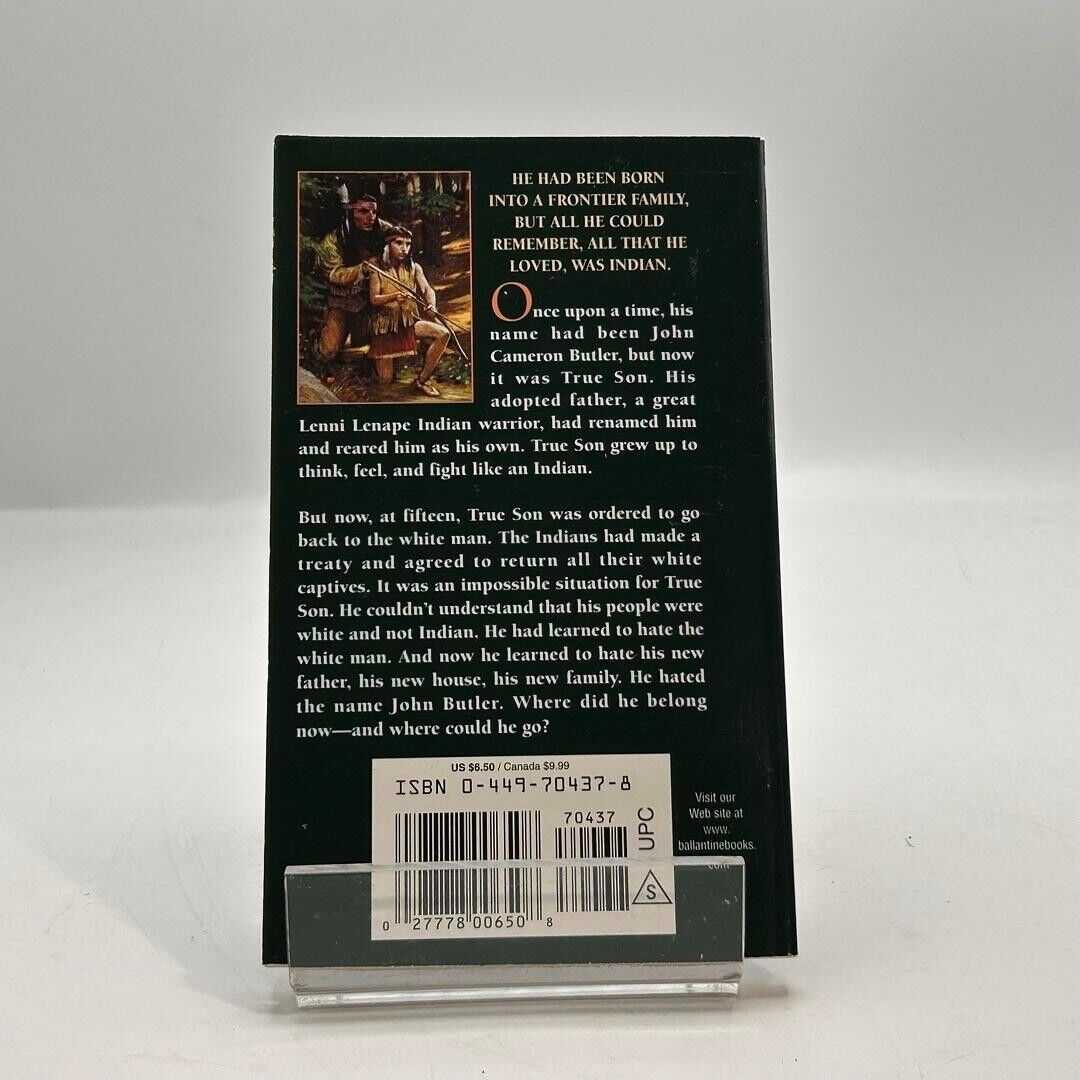 HE HAD BEEN BORN
INTO A FRONTIER FAMILY,
BUT ALL HE COULD
REMEMBER, ALL THAT HE
LOVED, WAS INDIAN.
Once upon a time, his
name had been John
Cameron Butler, but now
it was True Son. His
adopted father, a great
Lenni Lenape Indian warrior, had renamed him
and reared him as his own. True Son grew up to
think, feel, and fight like an Indian.
But now, at fifteen, True Son was ordered to go
back to the white man. The Indians had made a
treaty and agreed to return all their white
captives. It was an impossible situation for True
Son. He couldn't understand that his people were
white and not Indian. He had learned to hate the
white man. And now he learned to hate his new
father, his new house, his new family. He hated
the name John Butler. Where did he belong
now—and where could he go?
US $6.50 / Canada $9.99
ISBN 0-449-70437-8
70437
UPC
S
0 27778 00650 8
Visit our
Web site at
www.
ballantinebooks.
com